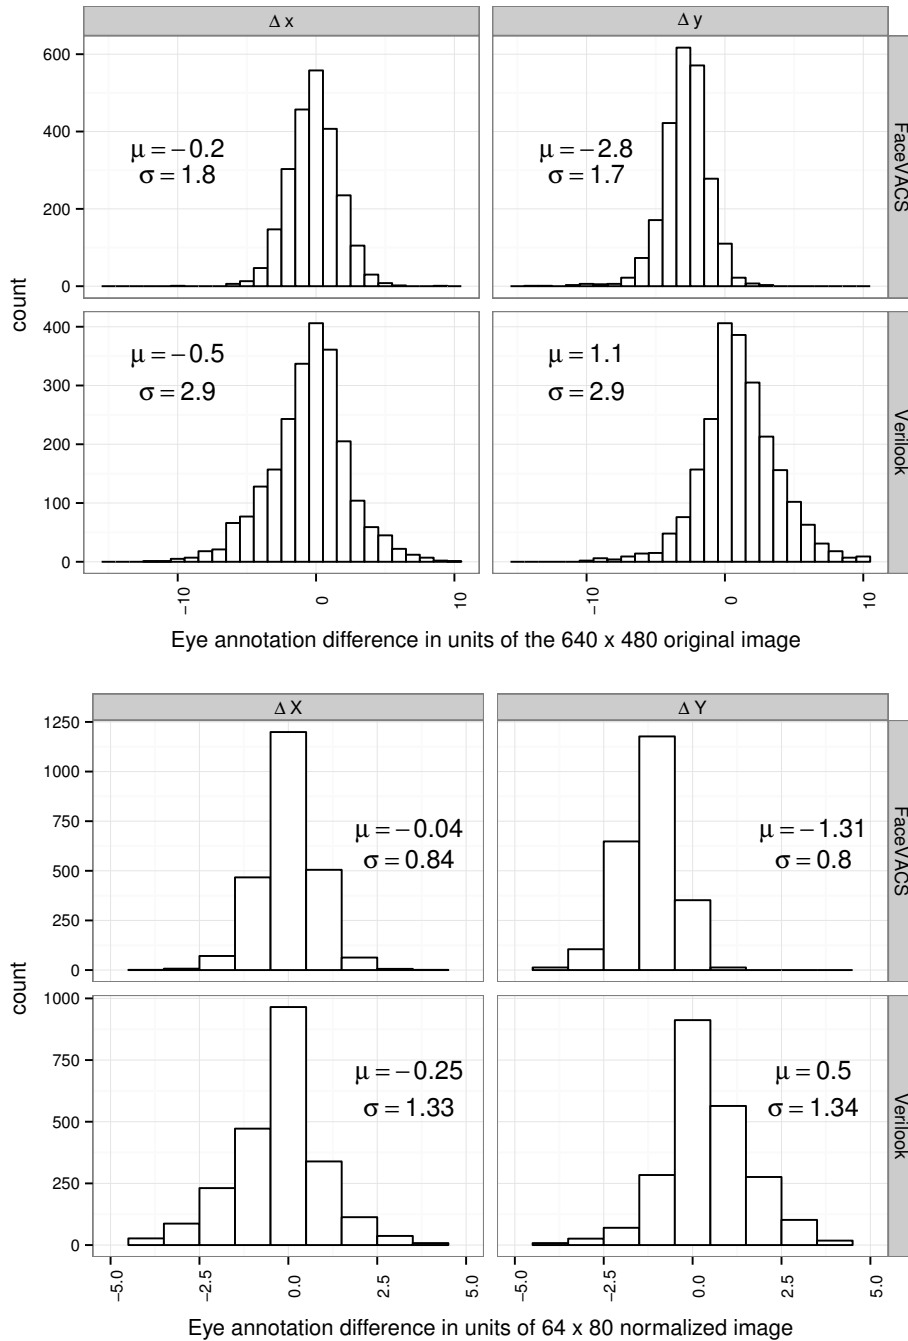 Δ x
Δ y
600
400
200
0
μ = −0.2
σ = 1.8
μ = −2.8
σ = 1.7
FaceVACS
count
400
300
200
100
0
μ = −0.5
σ = 2.9
μ = 1.1
σ = 2.9
Verilook
−10
0
10
−10
0
10
Eye annotation difference in units of the 640 x 480 original image
Δ X
Δ Y
1250
1000
750
500
250
0
μ = −0.04
σ = 0.84
μ = −1.31
σ = 0.8
FaceVACS
count
1000
750
500
250
0
μ = −0.25
σ = 1.33
μ = 0.5
σ = 1.34
Verilook
−5.0
−2.5
0.0
2.5
5.0
−5.0
−2.5
0.0
2.5
5.0
Eye annotation difference in units of 64 x 80 normalized image